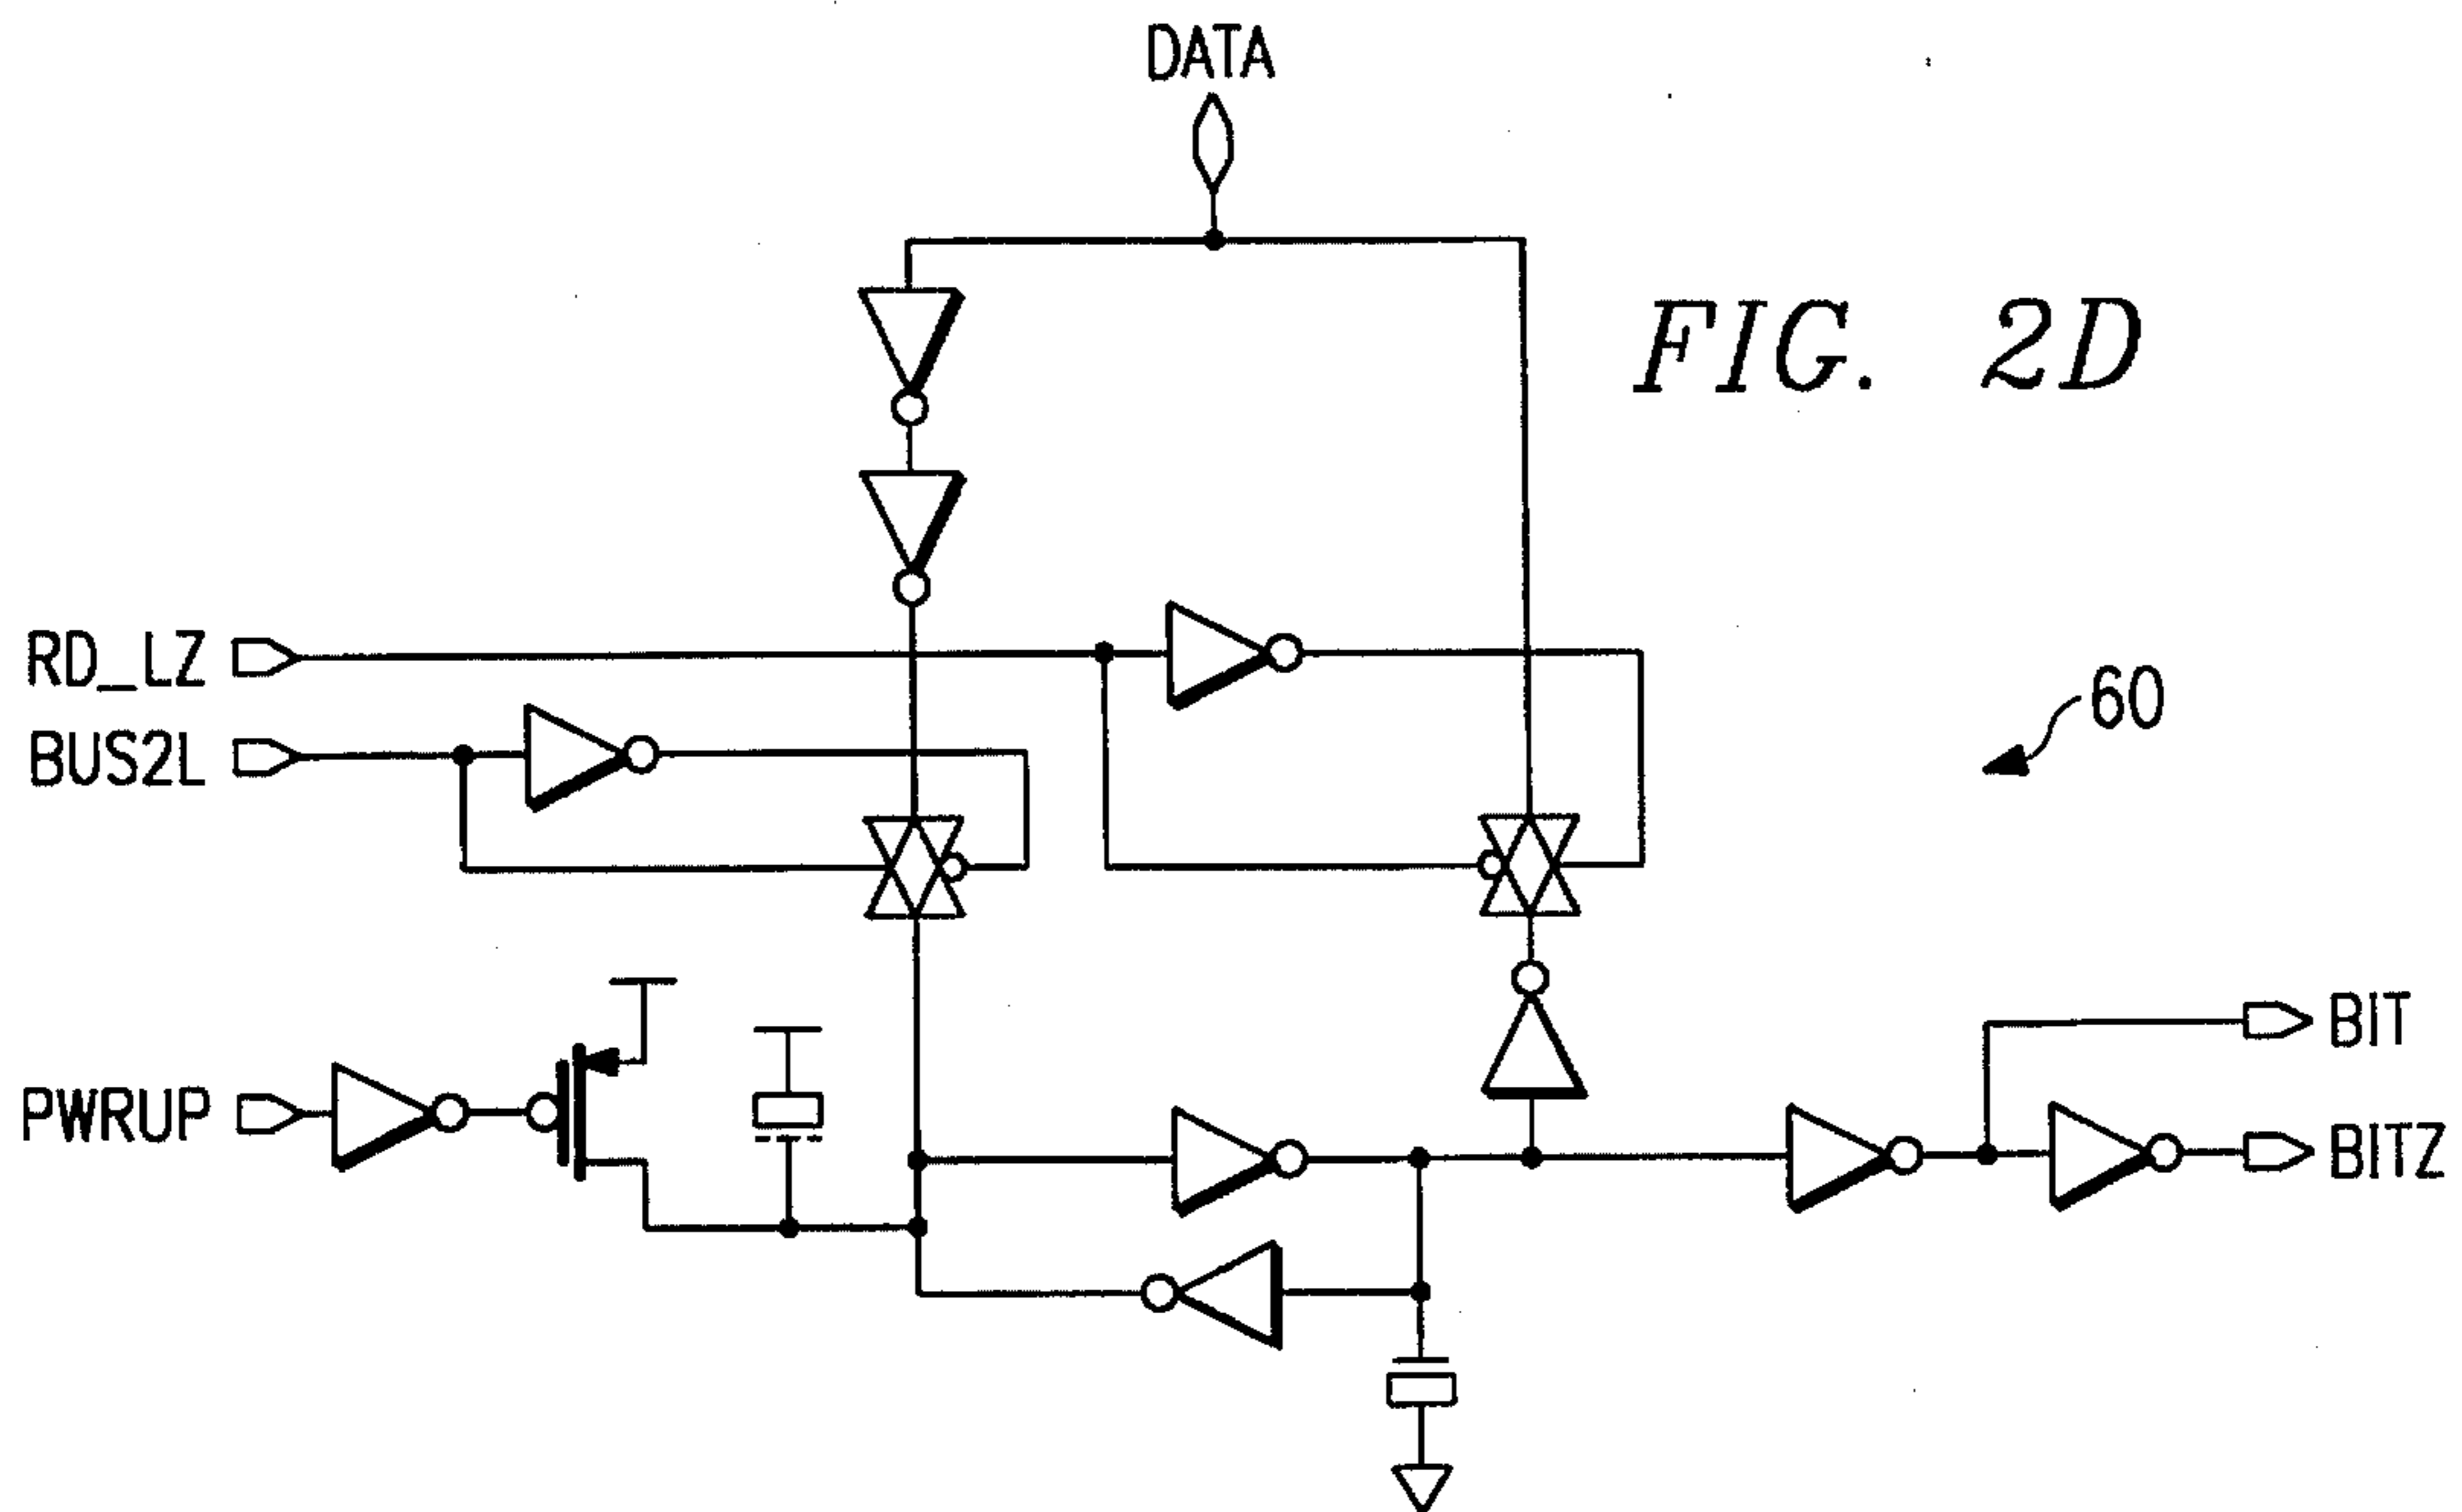 DATA
FIG. 2D
RD_LZ
BUS2L
60
BIT
PWRUP
BITZ